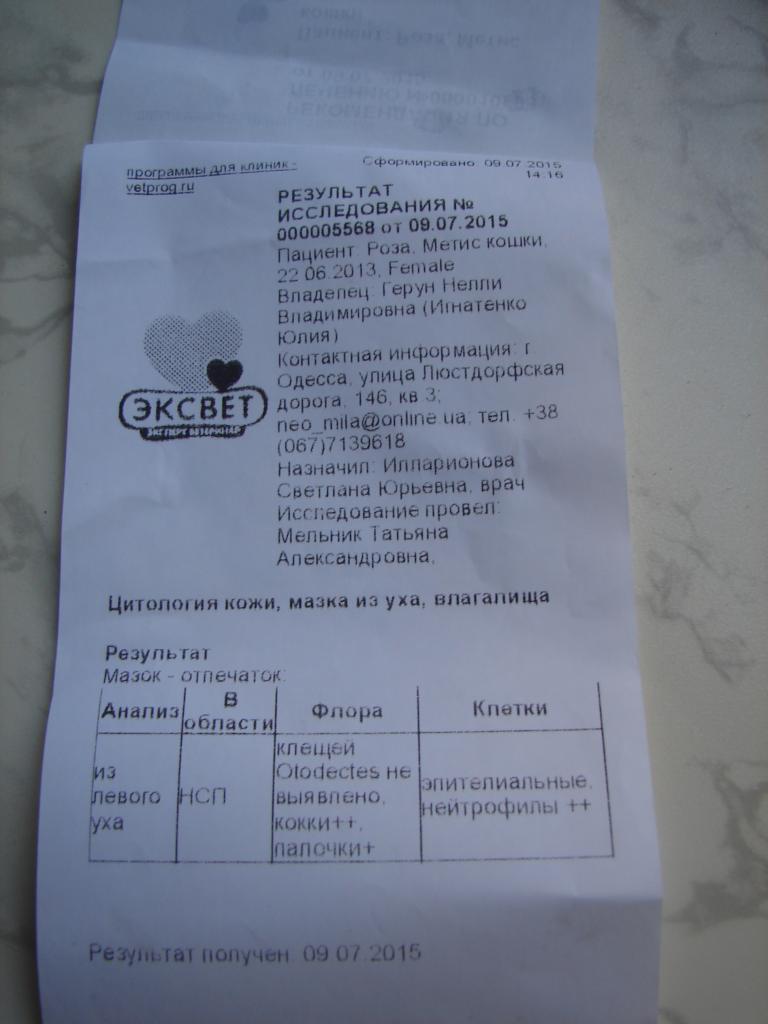 программы для клиник -
vetprog.ru
Сформировано: 09.07.2015
14:16
РЕЗУЛЬТАТ
ИССЛЕДОВАНИЯ №
000005568 от 09.07.2015
Пациент: Роза, Метис кошки,
22.06.2013, Female
Владелец: Герун Нелли
Владимировна (Игнатенко
Юлия)
Контактная информация: г.
Одесса, улица Люстдорфская
дорога, 146, кв 3;
neo_mila@online.ua; тел. +38
(067)7139618
Назначил: Илларионова
Светлана Юрьевна, врач
Исследование провел:
Мельник Татьяна
Александровна,
ЭКСВЕТ
ЭКСПЕРТ ВЕТЕРИНАР
Цитология кожи, мазка из уха, влагалища
Результат
Мазок - отпечаток:
Анализ
В
области
Флора
Клетки
из
левого
уха
НСП
клещей
Otodectes не
выявлено,
кокки++,
палочки+
эпителиальные,
нейтрофилы ++
Результат получен: 09.07.2015